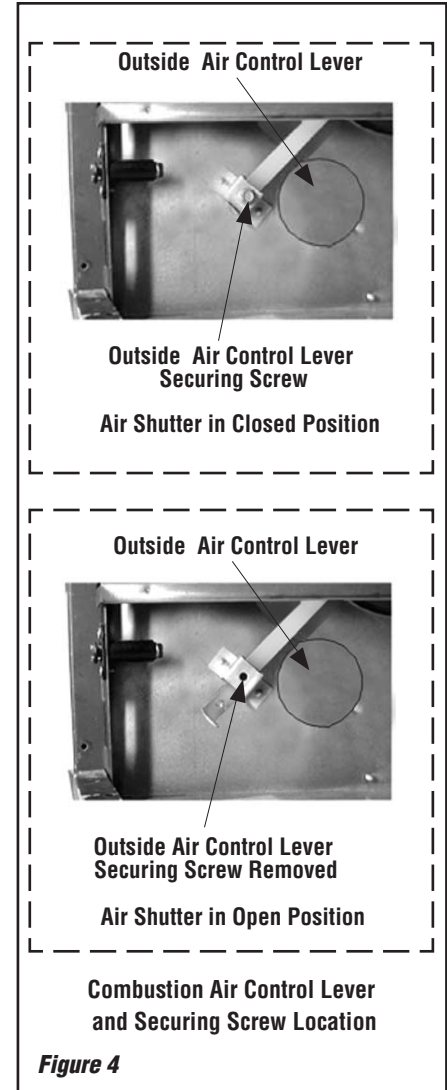 Outside Air Control Lever
Outside Air Control Lever
Securing Screw
Air Shutter in Closed Position
Outside Air Control Lever
Outside Air Control Lever
Securing Screw Removed
Air Shutter in Open Position
Combustion Air Control Lever
and Securing Screw Location
Figure 4